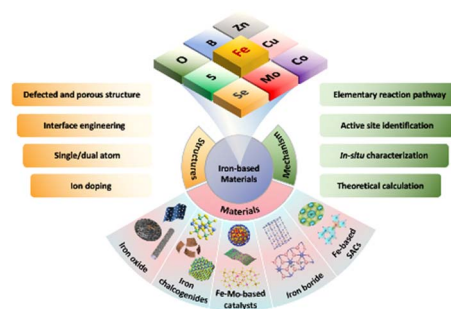 Zn
B
Cu
O
Fe
Co
S
Mo
Se
Defected and porous structure
Interface engineering
Single/dual atom
Ion doping
Elementary reaction pathway
Active site identification
In-situ characterization
Theoretical calculation
Structures
Iron-based
Materials
Mechanism
Materials
Iron oxide
Iron
chalcogenides
Fe-Mo-based
catalysts
Iron boride
Fe-based
SACs